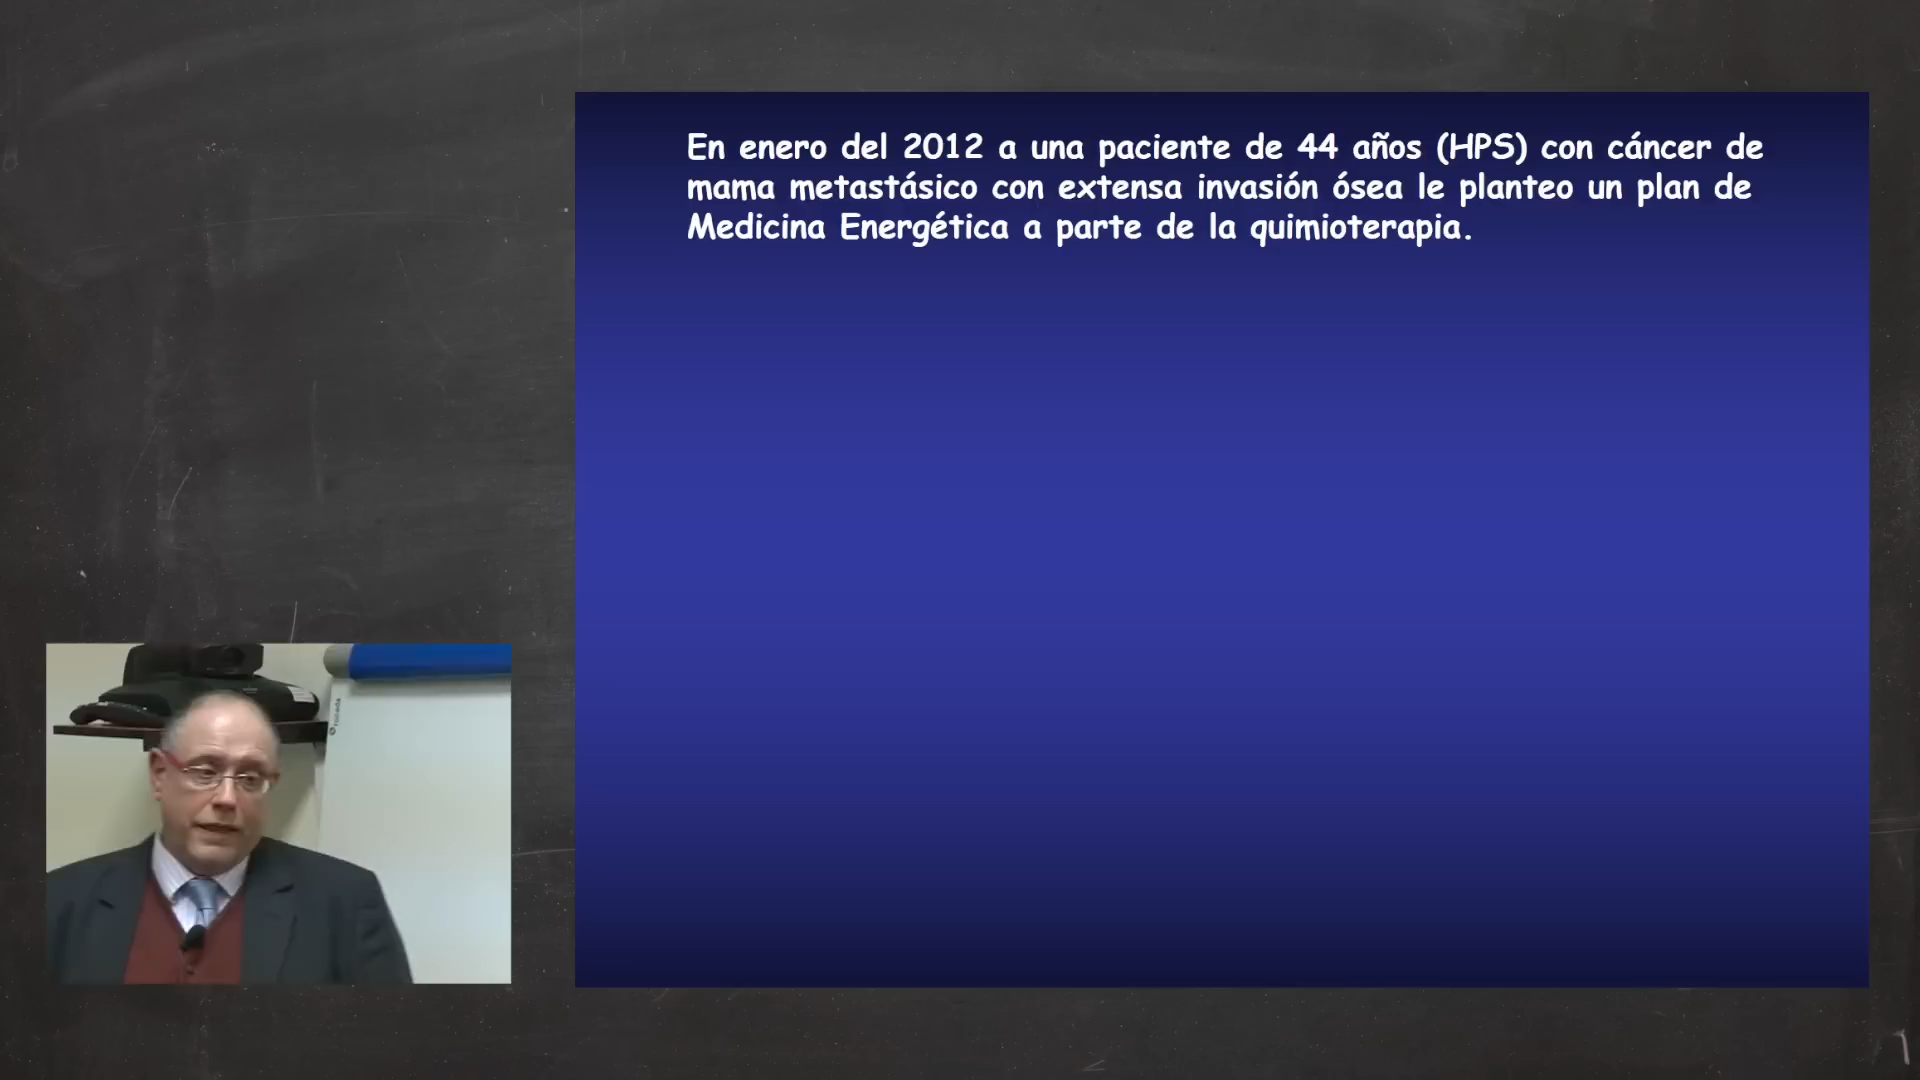 En enero del 2012 a una paciente de 44 años (HPS) con cáncer de
mama metastásico con extensa invasión ósea le planteo un plan de
Medicina Energética a parte de la quimioterapia.